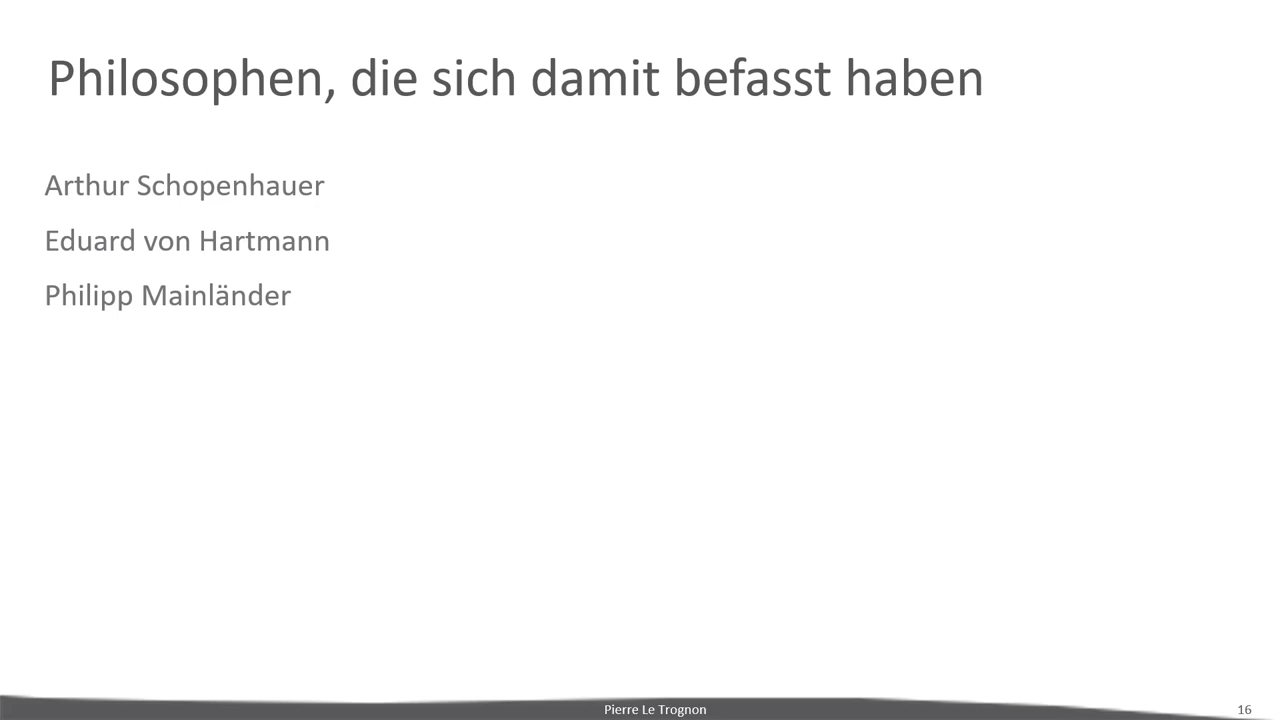 Philosophen, die sich damit befasst haben
Arthur Schopenhauer
Eduard von Hartmann
Philipp Mainländer
Pierre Le Trognon
16